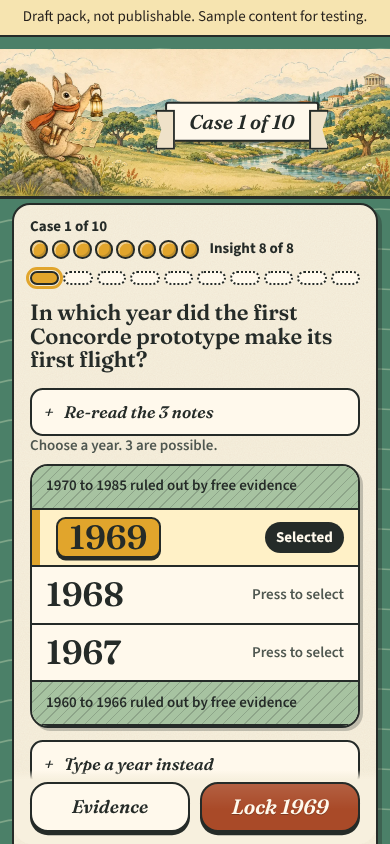 Draft pack, not publishable. Sample content for testing.
Case 1 of 10
Case 1 of 10
Insight 8 of 8
In which year did the first
Concorde prototype make its
first flight?
+ Re-read the 3 notes
Choose a year. 3 are possible.
1970 to 1985 ruled out by free evidence
1969 Selected
1968 Press to select
1967 Press to select
1960 to 1966 ruled out by free evidence
+ Type a year instead
Evidence Lock 1969